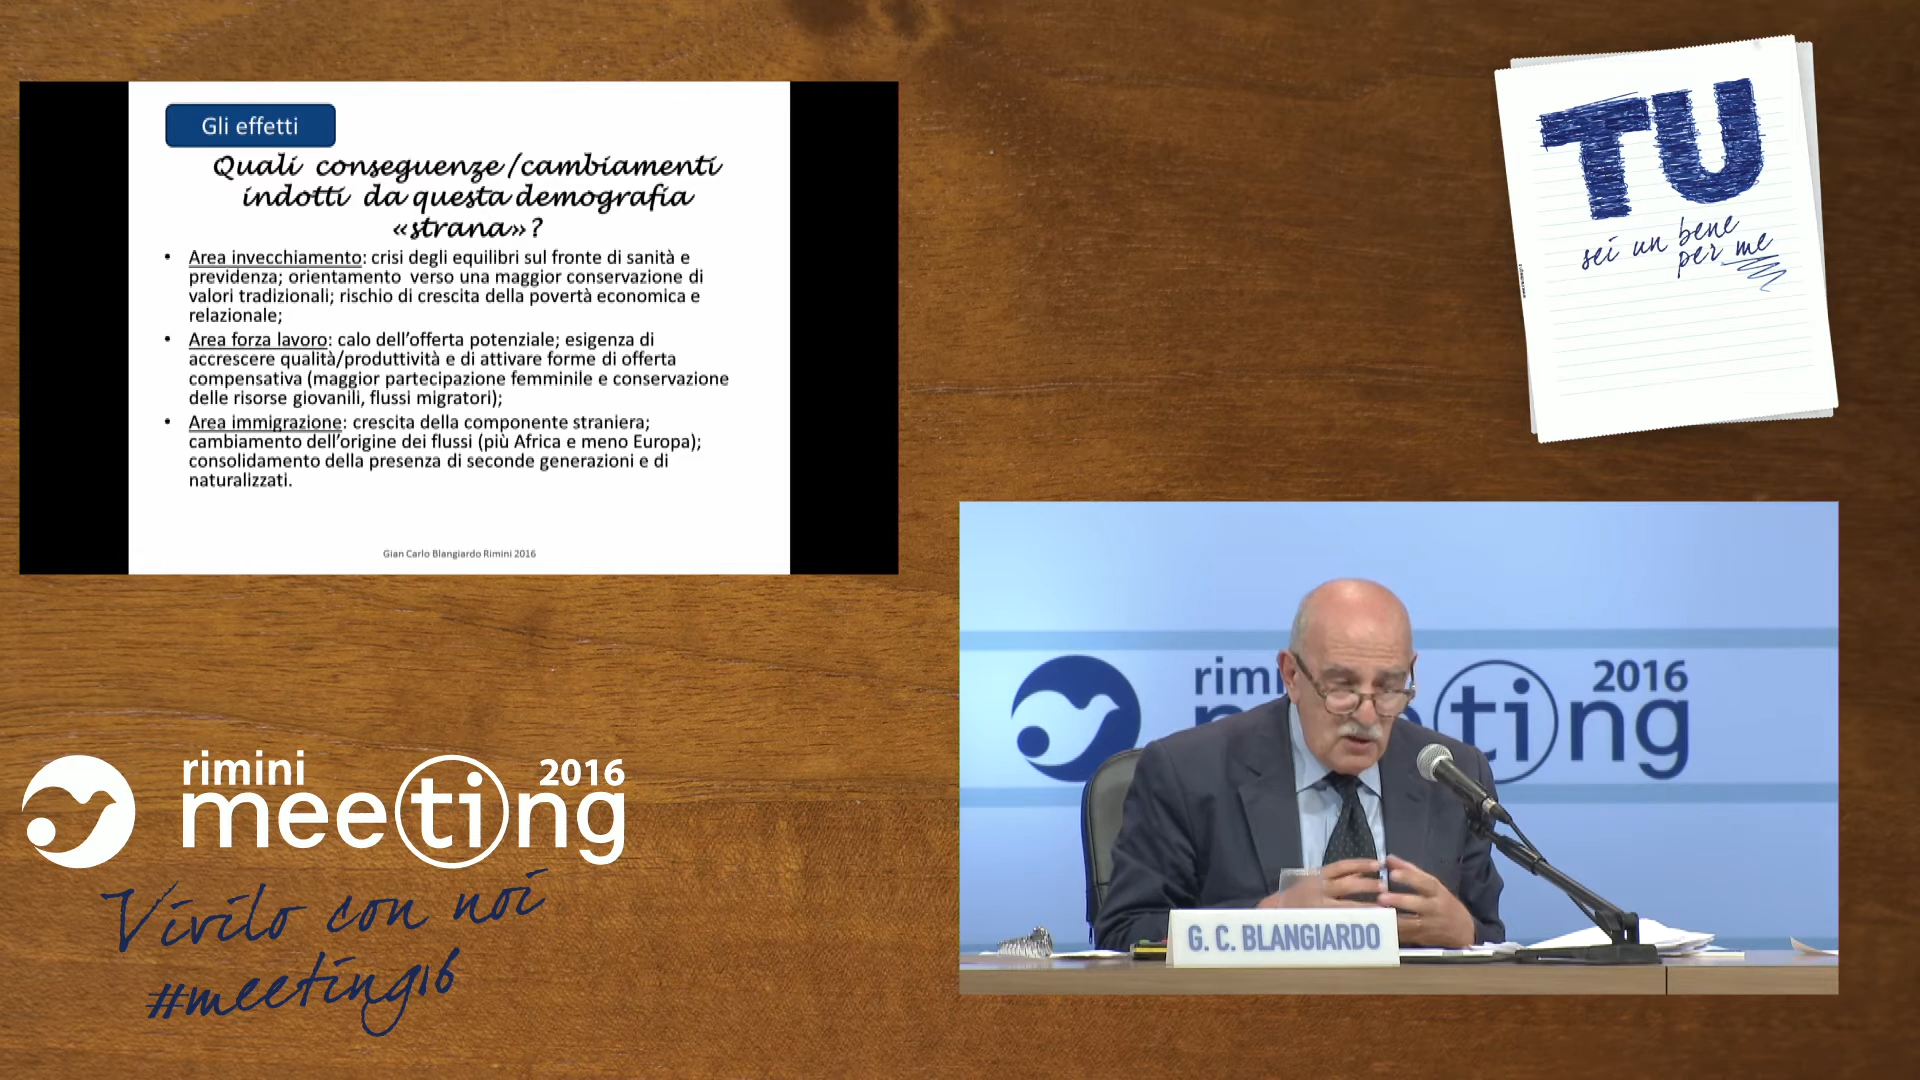 Gli effetti
Quali conseguenze/cambiamenti
indotti da questa demografia
«strana»?
• Area invecchiamento: crisi degli equilibri sul fronte di sanità e
previdenza; orientamento verso una maggior conservazione di
valori tradizionali; rischio di crescita della povertà economica e
relazionale;
• Area forza lavoro: calo dell'offerta potenziale; esigenza di
accrescere qualità/produttività e di attivare forme di offerta
compensativa (maggior partecipazione femminile e conservazione
delle risorse giovanili, flussi migratori);
• Area immigrazione: crescita della componente straniera;
cambiamento dell'origine dei flussi (più Africa e meno Europa);
consolidamento della presenza di seconde generazioni e di
naturalizzati.
Gian Carlo Blangiardo Rimini 2016
TU
sei un bene
per me
rimini 2016
meeting
Vivilo con noi
#meeting16
rimi 2016
eting
G. C. BLANGIARDO